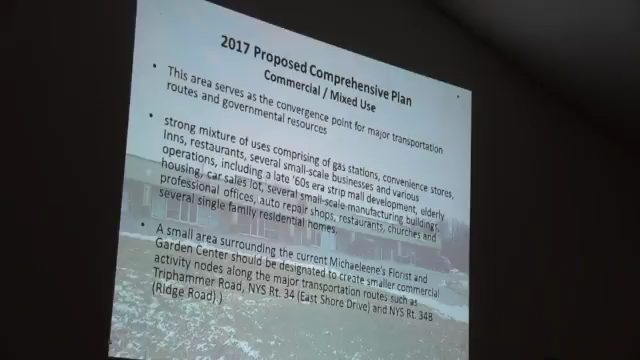 2017 Proposed Comprehensive Plan
Commercial / Mixed Use
• This area serves as the convergence point for major transportation
routes and governmental resources
• strong mixture of uses comprising of gas stations, convenience stores,
Inns, restaurants, several small-scale businesses and various
operations, including a late '60s era strip mall development, elderly
housing, car sales lot, several small-scale manufacturing buildings,
professional offices, auto repair shops, restaurants, churches and
several single family residential homes.
• A small area surrounding the current Michaeleene's Florist and
Garden Center should be designated to create smaller commercial
activity nodes along the major transportation routes such as
Triphammer Road, NYS Rt. 34 (East Shore Drive) and NYS Rt. 34B
(Ridge Road).)